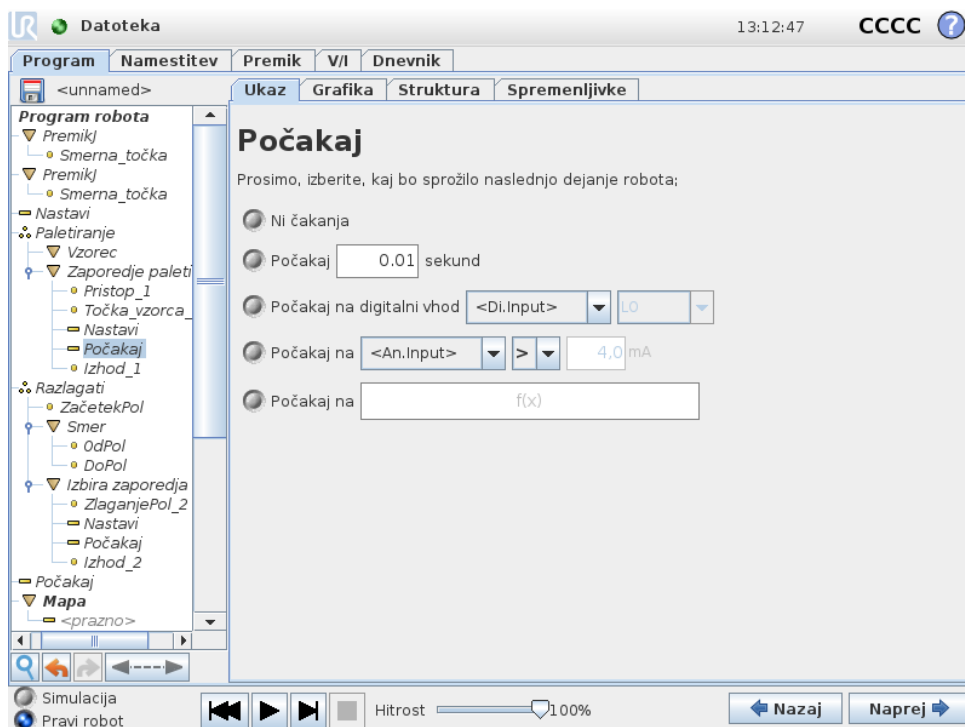 UR Datoteka 13:12:47 CCCC ?
Program Namestitev Premik V/I Dnevnik
<unnamed>
Ukaz Grafika Struktura Spremenljivke
Program robota
PremikJ
Smerna_točka
PremikJ
Smerna_točka
Nastavi
Paletiranje
Vzorec
Zaporedje paleti
Pristop_1
Točka_vzorca_
Nastavi
Počakaj
Izhod_1
Razlagati
ZačetekPol
Smer
OdPol
DoPol
Izbira zaporedja
ZlaganjePol_2
Nastavi
Počakaj
Izhod_2
Počakaj
Mapa
<prazno>
Počakaj
Prosimo, izberite, kaj bo sprožilo naslednjo dejanje robota;
Ni čakanja
Počakaj 0.01 sekund
Počakaj na digitalni vhod <Di.Input> L0
Počakaj na <An.Input> > 4,0 mA
Počakaj na f(x)
Simulacija
Pravi robot
Hitrost 100%
Nazaj Naprej